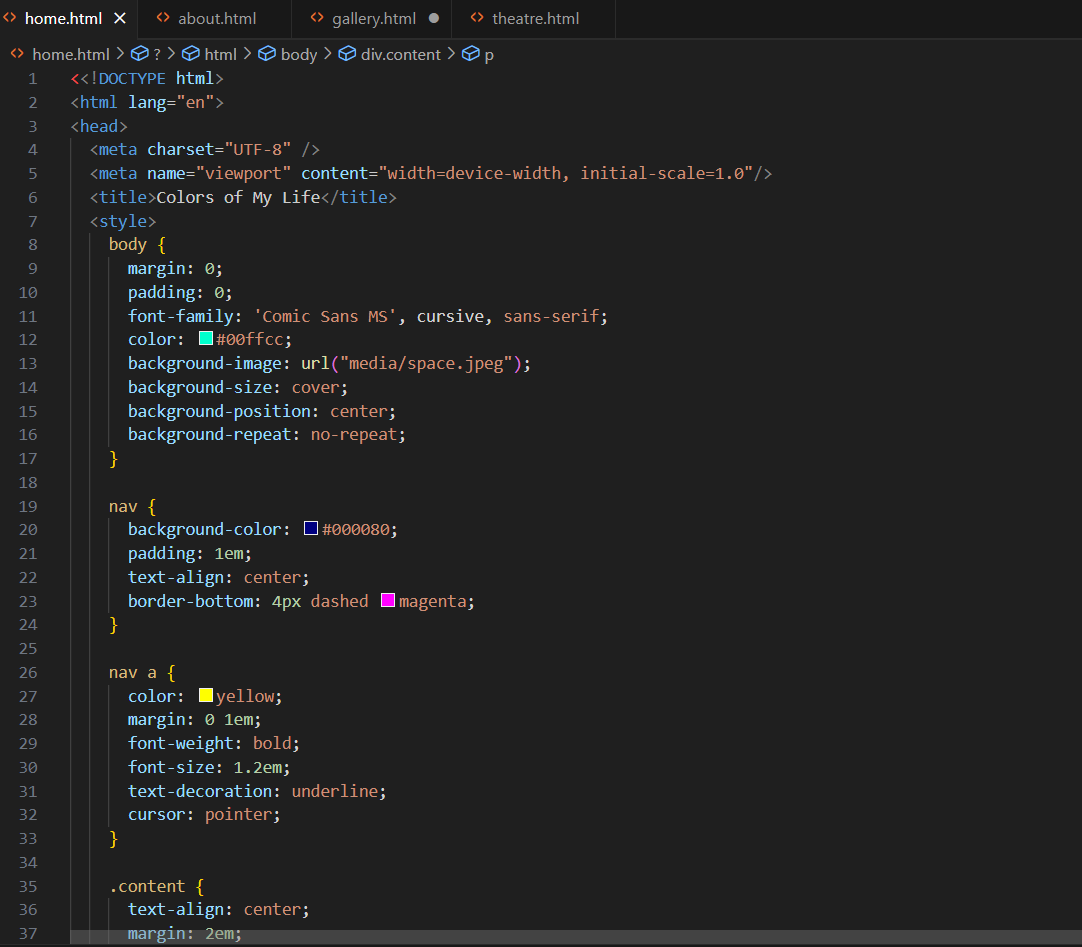 home.html about.html gallery.html theatre.html
home.html > ? > html > body > div.content > p
1 <<!DOCTYPE html>
2 <html lang="en">
3 <head>
4 <meta charset="UTF-8" />
5 <meta name="viewport" content="width=device-width, initial-scale=1.0"/>
6 <title>Colors of My Life</title>
7 <style>
8 body {
9 margin: 0;
10 padding: 0;
11 font-family: 'Comic Sans MS', cursive, sans-serif;
12 color: #00ffcc;
13 background-image: url("media/space.jpeg");
14 background-size: cover;
15 background-position: center;
16 background-repeat: no-repeat;
17 }
18
19 nav {
20 background-color: #000080;
21 padding: 1em;
22 text-align: center;
23 border-bottom: 4px dashed magenta;
24 }
25
26 nav a {
27 color: yellow;
28 margin: 0 1em;
29 font-weight: bold;
30 font-size: 1.2em;
31 text-decoration: underline;
32 cursor: pointer;
33 }
34
35 .content {
36 text-align: center;
37 margin: 2em;